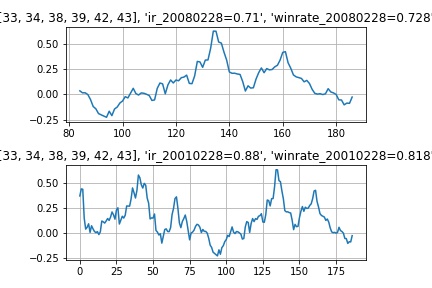 33, 34, 38, 39, 42, 43], 'ir_20080228=0.71', 'winrate_20080228=0.728'
0.50
0.25
0.00
−0.25
80 100 120 140 160 180
33, 34, 38, 39, 42, 43], 'ir_20010228=0.88', 'winrate_20010228=0.818'
0.50
0.25
0.00
−0.25
0 25 50 75 100 125 150 175